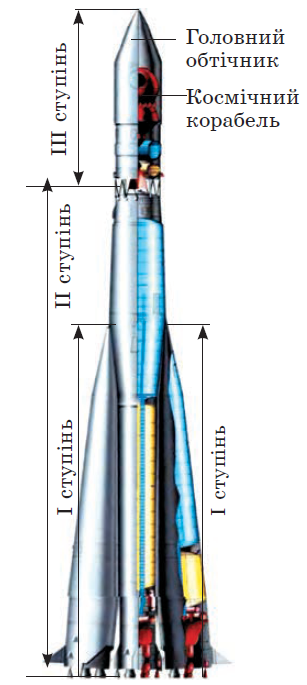 Головний
обтічник
Космічний
корабель
III ступінь
II ступінь
I ступінь
I ступінь